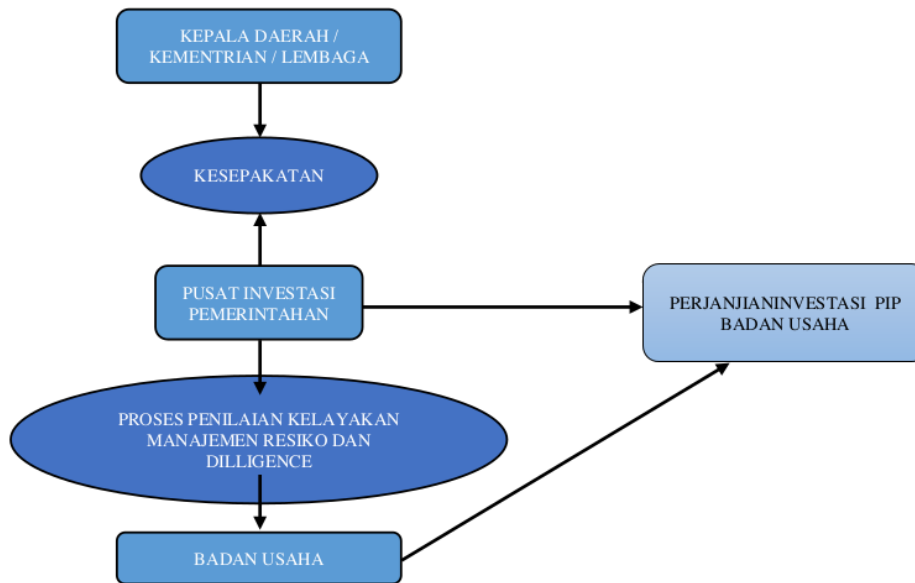 KEPALA DAERAH /
KEMENTRIAN / LEMBAGA
KESEPAKATAN
PUSAT INVESTASI
PEMERINTAHAN
PERJANJIANINVESTASI PIP
BADAN USAHA
PROSES PENILAIAN KELAYAKAN
MANAJEMEN RESIKO DAN
DILLIGENCE
BADAN USAHA